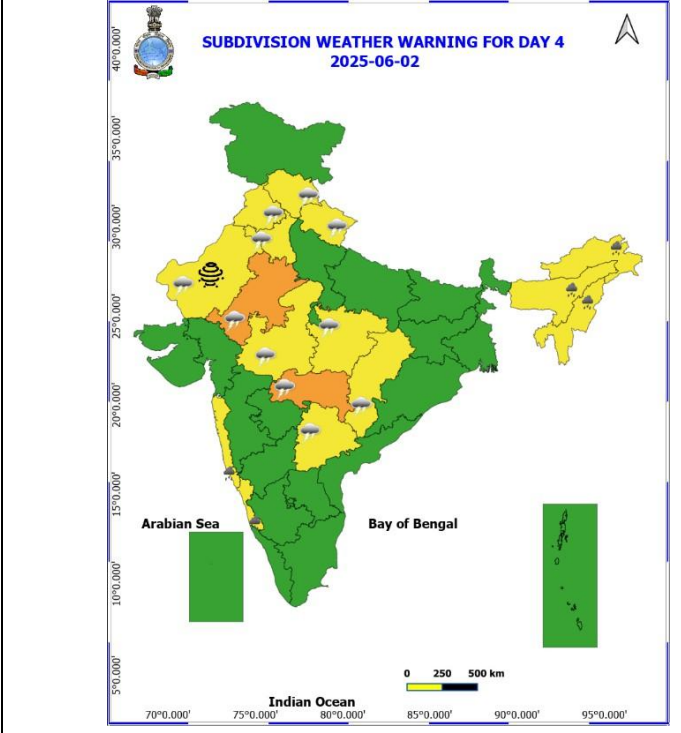 SUBDIVISION WEATHER WARNING FOR DAY 4
2025-06-02
40°0.000'
35°0.000'
30°0.000'
25°0.000'
20°0.000'
15°0.000'
10°0.000'
5°0.000'
Arabian Sea
Bay of Bengal
0 250 500 km
Indian Ocean
70°0.000' 75°0.000' 80°0.000' 85°0.000' 90°0.000' 95°0.000'